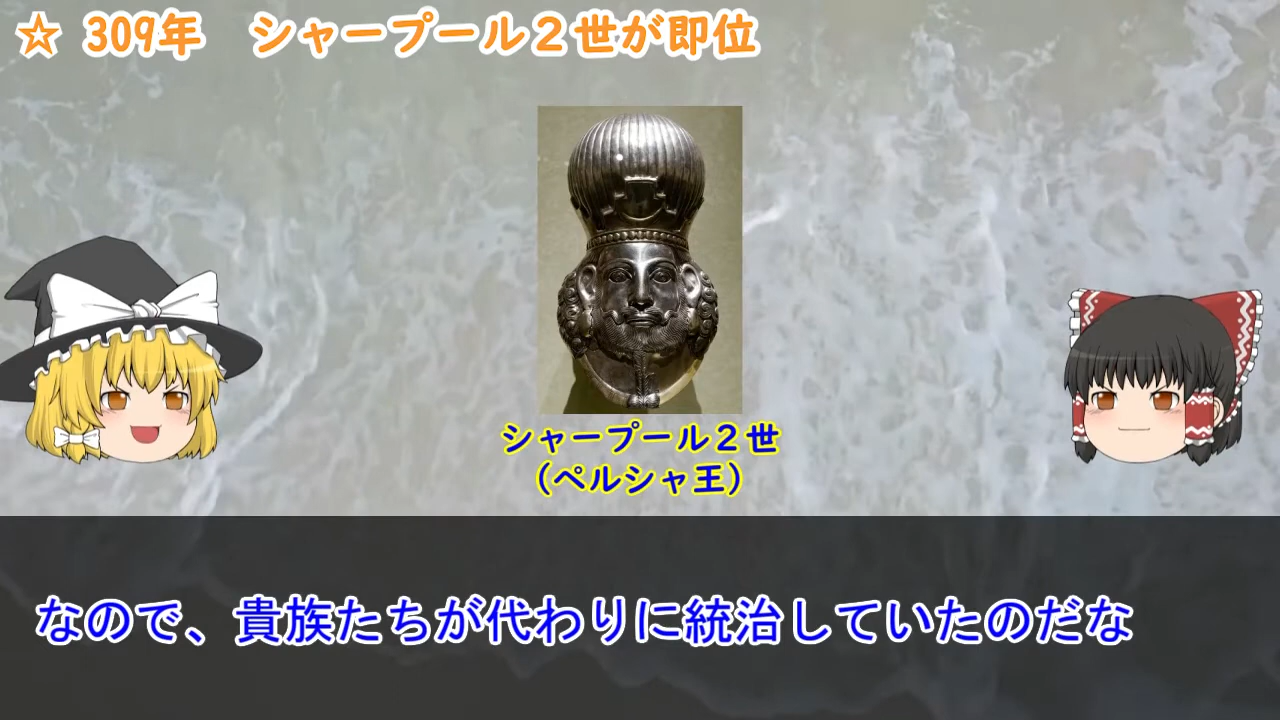 ☆ 309年　シャープール２世が即位
シャープール２世
（ペルシャ王）
なので、貴族たちが代わりに統治していたのだな